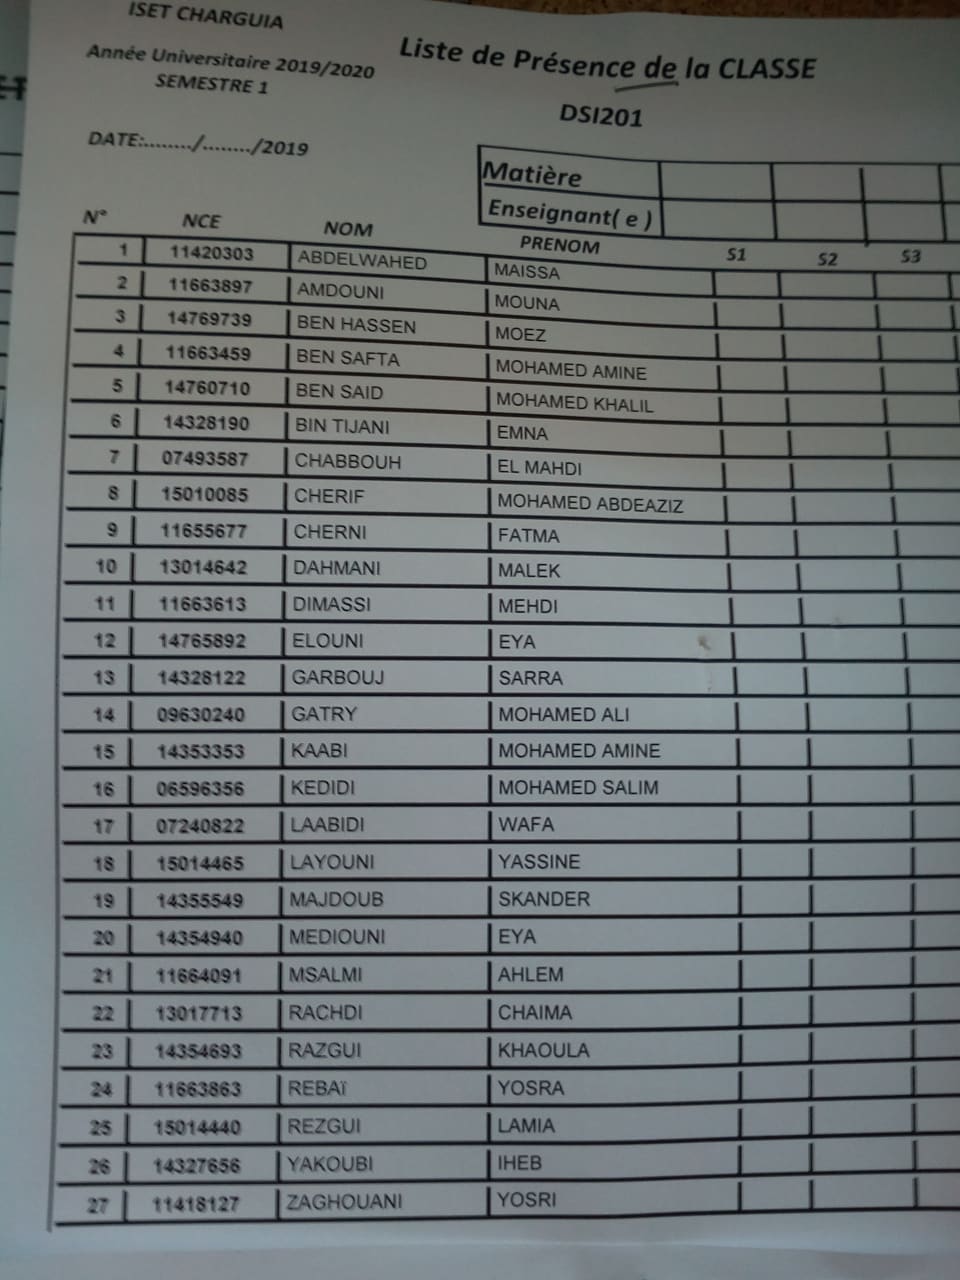 ISET CHARGUIA
Année Universitaire 2019/2020
SEMESTRE 1
Liste de Présence de la CLASSE
DSI201
DATE:......../......../2019
Matière
Enseignant( e )
N° NCE NOM PRENOM S1 S2 S3
1 11420303 ABDELWAHED MAISSA
2 11663897 AMDOUNI MOUNA
3 14769739 BEN HASSEN MOEZ
4 11663459 BEN SAFTA MOHAMED AMINE
5 14760710 BEN SAID MOHAMED KHALIL
6 14328190 BIN TIJANI EMNA
7 07493587 CHABBOUH EL MAHDI
8 15010085 CHERIF MOHAMED ABDEAZIZ
9 11655677 CHERNI FATMA
10 13014642 DAHMANI MALEK
11 11663613 DIMASSI MEHDI
12 14765892 ELOUNI EYA
13 14328122 GARBOUJ SARRA
14 09630240 GATRY MOHAMED ALI
15 14353353 KAABI MOHAMED AMINE
16 06596356 KEDIDI MOHAMED SALIM
17 07240822 LAABIDI WAFA
18 15014465 LAYOUNI YASSINE
19 14355549 MAJDOUB SKANDER
20 14354940 MEDIOUNI EYA
21 11664091 MSALMI AHLEM
22 13017713 RACHDI CHAIMA
23 14354693 RAZGUI KHAOULA
24 11663863 REBAï YOSRA
25 15014440 REZGUI LAMIA
26 14327656 YAKOUBI IHEB
27 11418127 ZAGHOUANI YOSRI